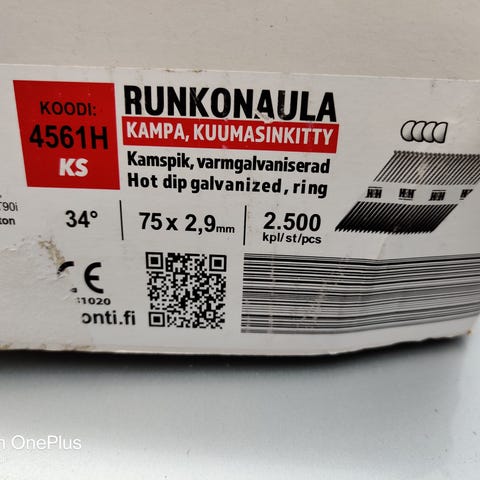 KOODI:
4561H
KS
RUNKONAULA
KAMPA, KUUMASINKITTY
Kamspik, varmgalvaniserad
Hot dip galvanized, ring
34°
75 x 2,9mm
2.500
kpl/st/pcs
CE
onti.fi
OnePlus